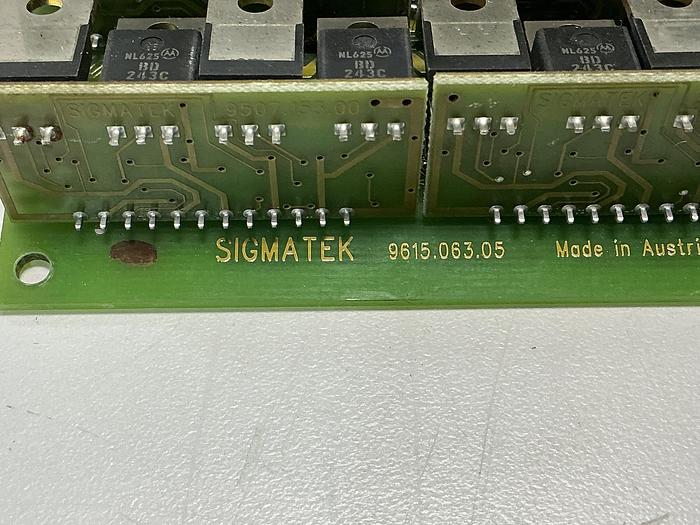 NL625 M
BD
243C
NL625 M
BD
243C
NL625 M
BD
243C
SIGMATEK 9507.153.00
SIGMATEK
SIGMATEK 9615.063.05 Made in Austri